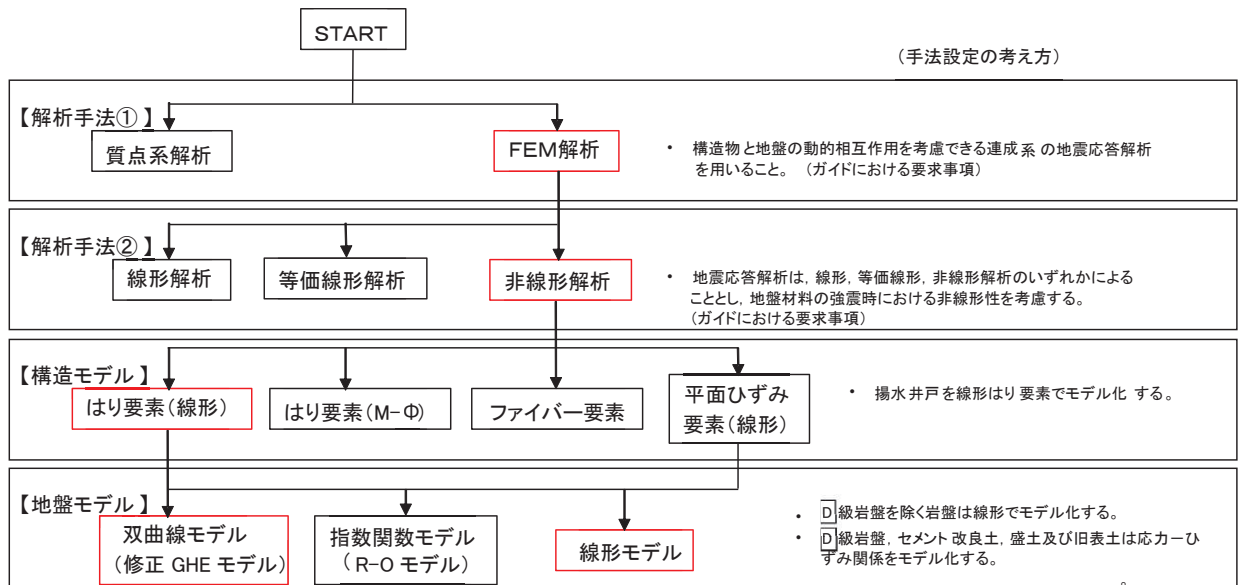 START
(手法設定の考え方)
【解析手法①】
質点系解析
FEM解析
・ 構造物と地盤の動的相互作用を考慮できる連成系の地震応答解析
を用いること。 (ガイドにおける要求事項)
【解析手法②】
線形解析
等価線形解析
非線形解析
・ 地震応答解析は, 線形, 等価線形, 非線形解析のいずれかによる
こととし, 地盤材料の強震時における非線形性を考慮する。
(ガイドにおける要求事項)
【構造モデル】
はり要素(線形)
はり要素(M-Φ)
ファイバー要素
平面ひずみ
要素(線形)
・ 揚水井戸を線形はり要素でモデル化する。
【地盤モデル】
双曲線モデル
(修正 GHE モデル)
指数関数モデル
(R-O モデル)
線形モデル
・ D級岩盤を除く岩盤は線形でモデル化する。
・ D級岩盤, セメント改良土, 盛土及び旧表土は応力ーひ
ずみ関係をモデル化する。